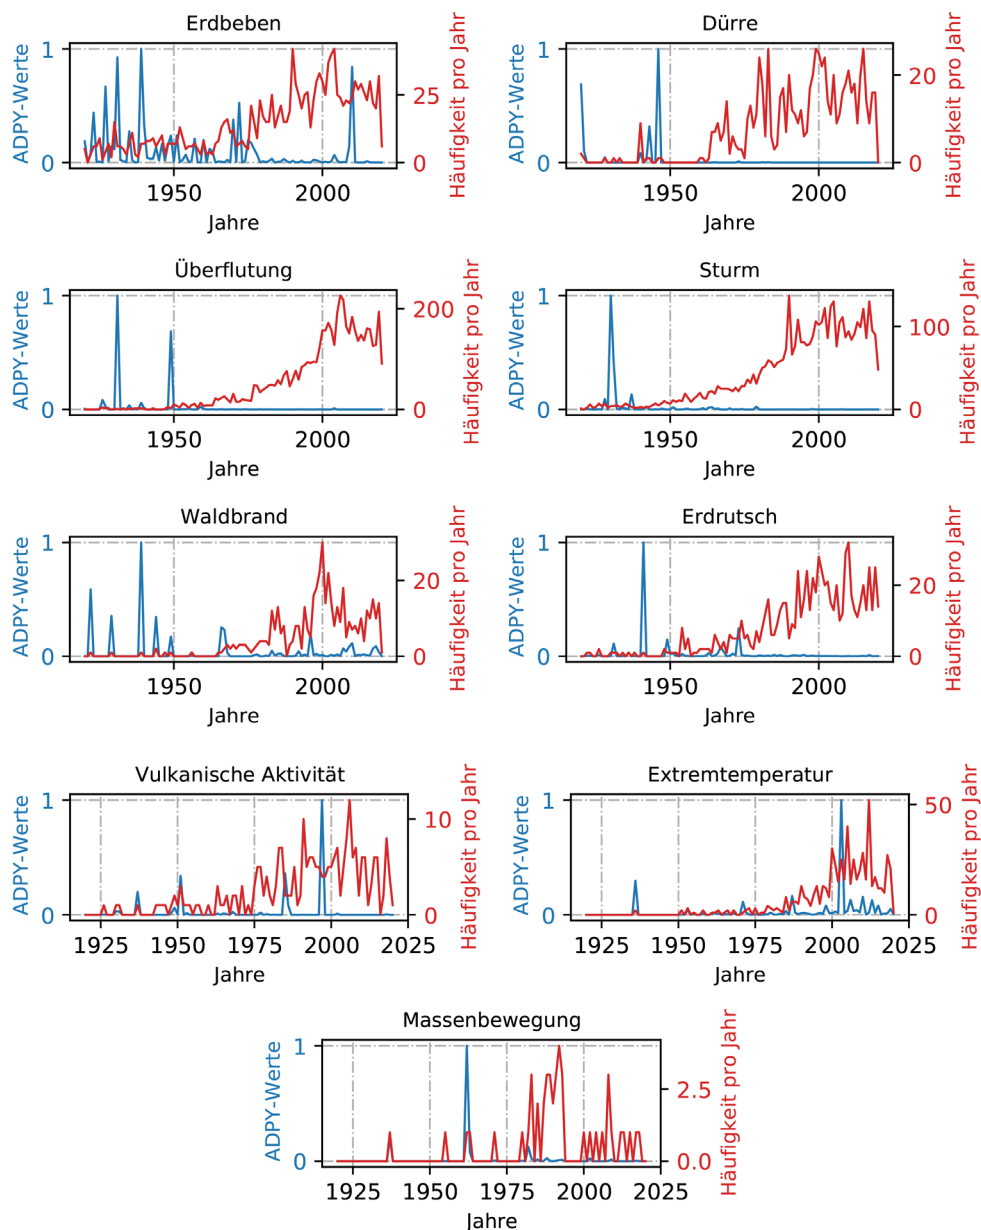 Erdbeben
ADPY-Werte
1
0
25
0
Häufigkeit pro Jahr
1950
2000
Jahre
Dürre
ADPY-Werte
1
0
20
0
Häufigkeit pro Jahr
1950
2000
Jahre
Überflutung
ADPY-Werte
1
0
200
0
Häufigkeit pro Jahr
1950
2000
Jahre
Sturm
ADPY-Werte
1
0
100
0
Häufigkeit pro Jahr
1950
2000
Jahre
Waldbrand
ADPY-Werte
1
0
20
0
Häufigkeit pro Jahr
1950
2000
Jahre
Erdrutsch
ADPY-Werte
1
0
20
0
Häufigkeit pro Jahr
1950
2000
Jahre
Vulkanische Aktivität
ADPY-Werte
1
0
10
0
Häufigkeit pro Jahr
1925
1950
1975
2000
2025
Jahre
Extremtemperatur
ADPY-Werte
1
0
50
0
Häufigkeit pro Jahr
1925
1950
1975
2000
2025
Jahre
Massenbewegung
ADPY-Werte
1
0
2.5
0.0
Häufigkeit pro Jahr
1925
1950
1975
2000
2025
Jahre